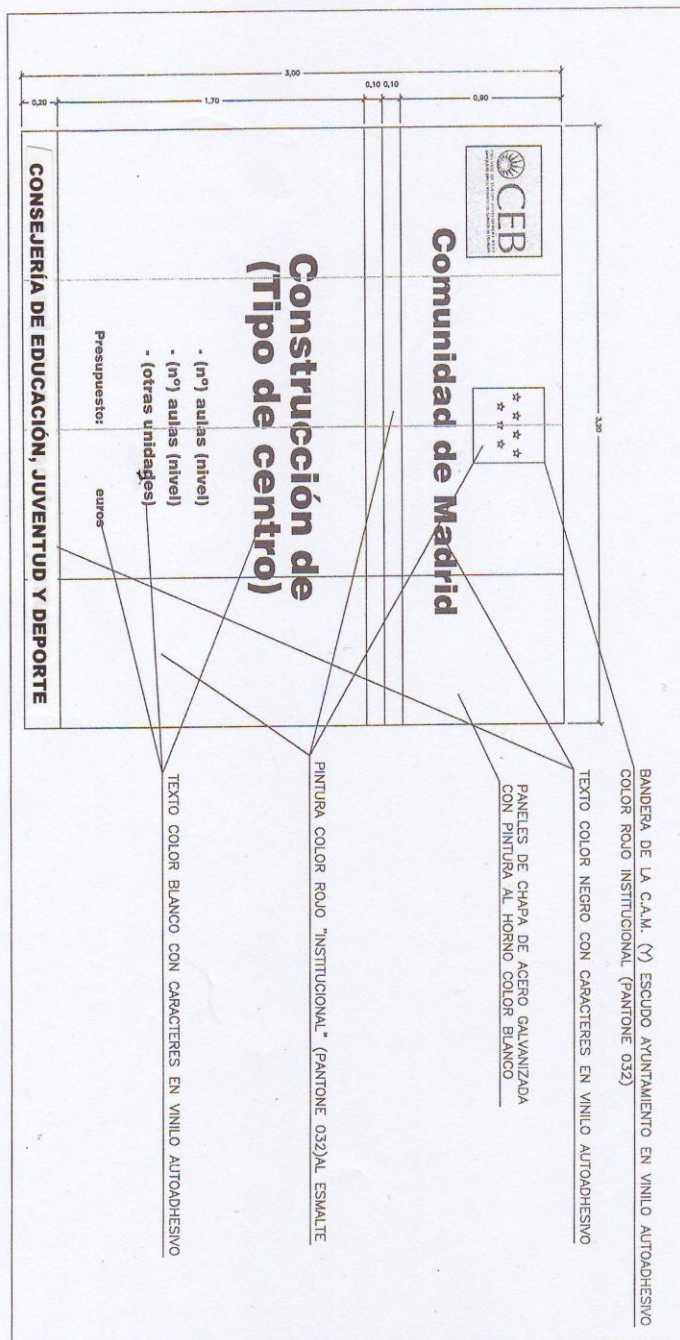 3,20
3,00
0,90
0,10
0,10
1,70
0,20
CEB
Comunidad de Madrid
Construcción de
(Tipo de centro)
- (nº) aulas (nivel)
- (nº) aulas (nivel)
- (otras unidades)
Presupuesto: euros
CONSEJERÍA DE EDUCACIÓN, JUVENTUD Y DEPORTE
BANDERA DE LA C.A.M. (Y) ESCUDO AYUNTAMIENTO EN VINILO AUTOADHESIVO
COLOR ROJO INSTITUCIONAL (PANTONE 032)
TEXTO COLOR NEGRO CON CARACTERES EN VINILO AUTOADHESIVO
PANELES DE CHAPA DE ACERO GALVANIZADA
CON PINTURA AL HORNO COLOR BLANCO
PINTURA COLOR ROJO "INSTITUCIONAL" (PANTONE 032)AL ESMALTE
TEXTO COLOR BLANCO CON CARACTERES EN VINILO AUTOADHESIVO